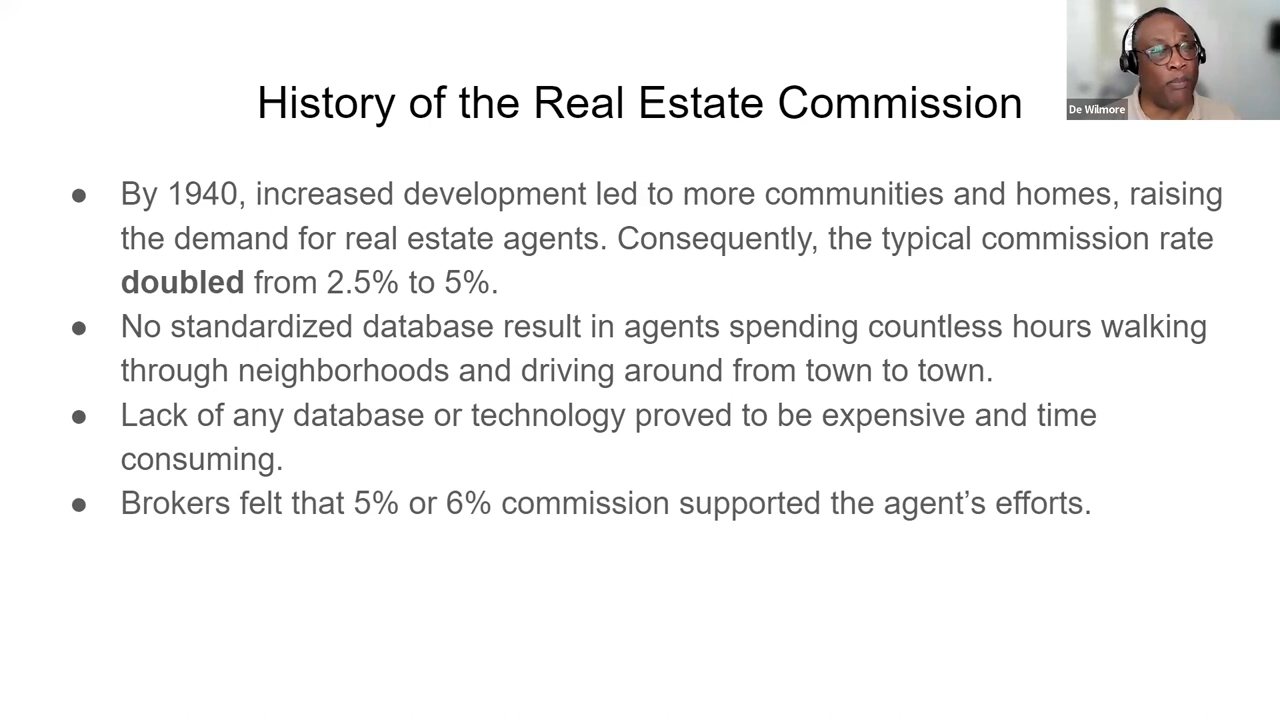 History of the Real Estate Commission
De Wilmore
● By 1940, increased development led to more communities and homes, raising
the demand for real estate agents. Consequently, the typical commission rate
doubled from 2.5% to 5%.
● No standardized database result in agents spending countless hours walking
through neighborhoods and driving around from town to town.
● Lack of any database or technology proved to be expensive and time
consuming.
● Brokers felt that 5% or 6% commission supported the agent’s efforts.